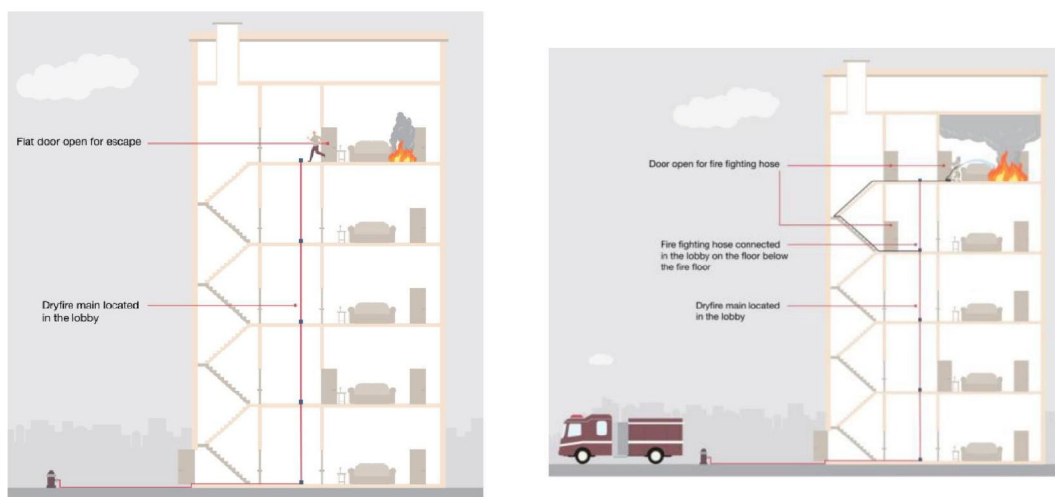 Flat door open for escape
Dryfire main located
in the lobby
Door open for fire fighting hose
Fire fighting hose connected
in the lobby on the floor below
the fire floor
Dryfire main located
in the lobby